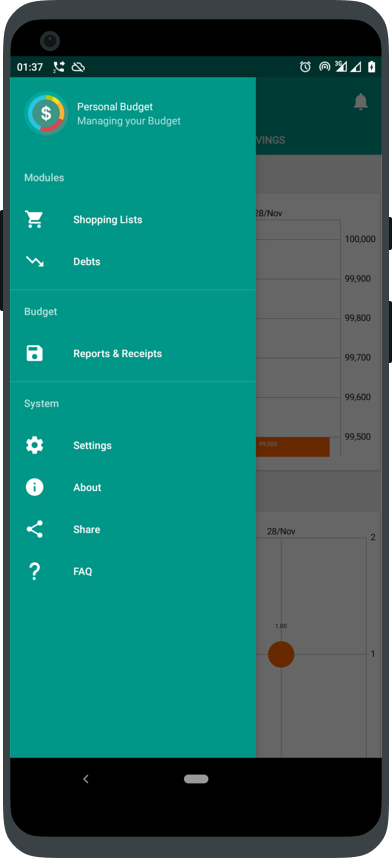 01:37
3G
$
Personal Budget
Managing your Budget
VINGS
Modules
Shopping Lists
Debts
Budget
Reports & Receipts
System
Settings
About
Share
FAQ
28/Nov
100,000
99,900
99,800
99,700
99,600
99,500
99,500
28/Nov
2
1.00
1